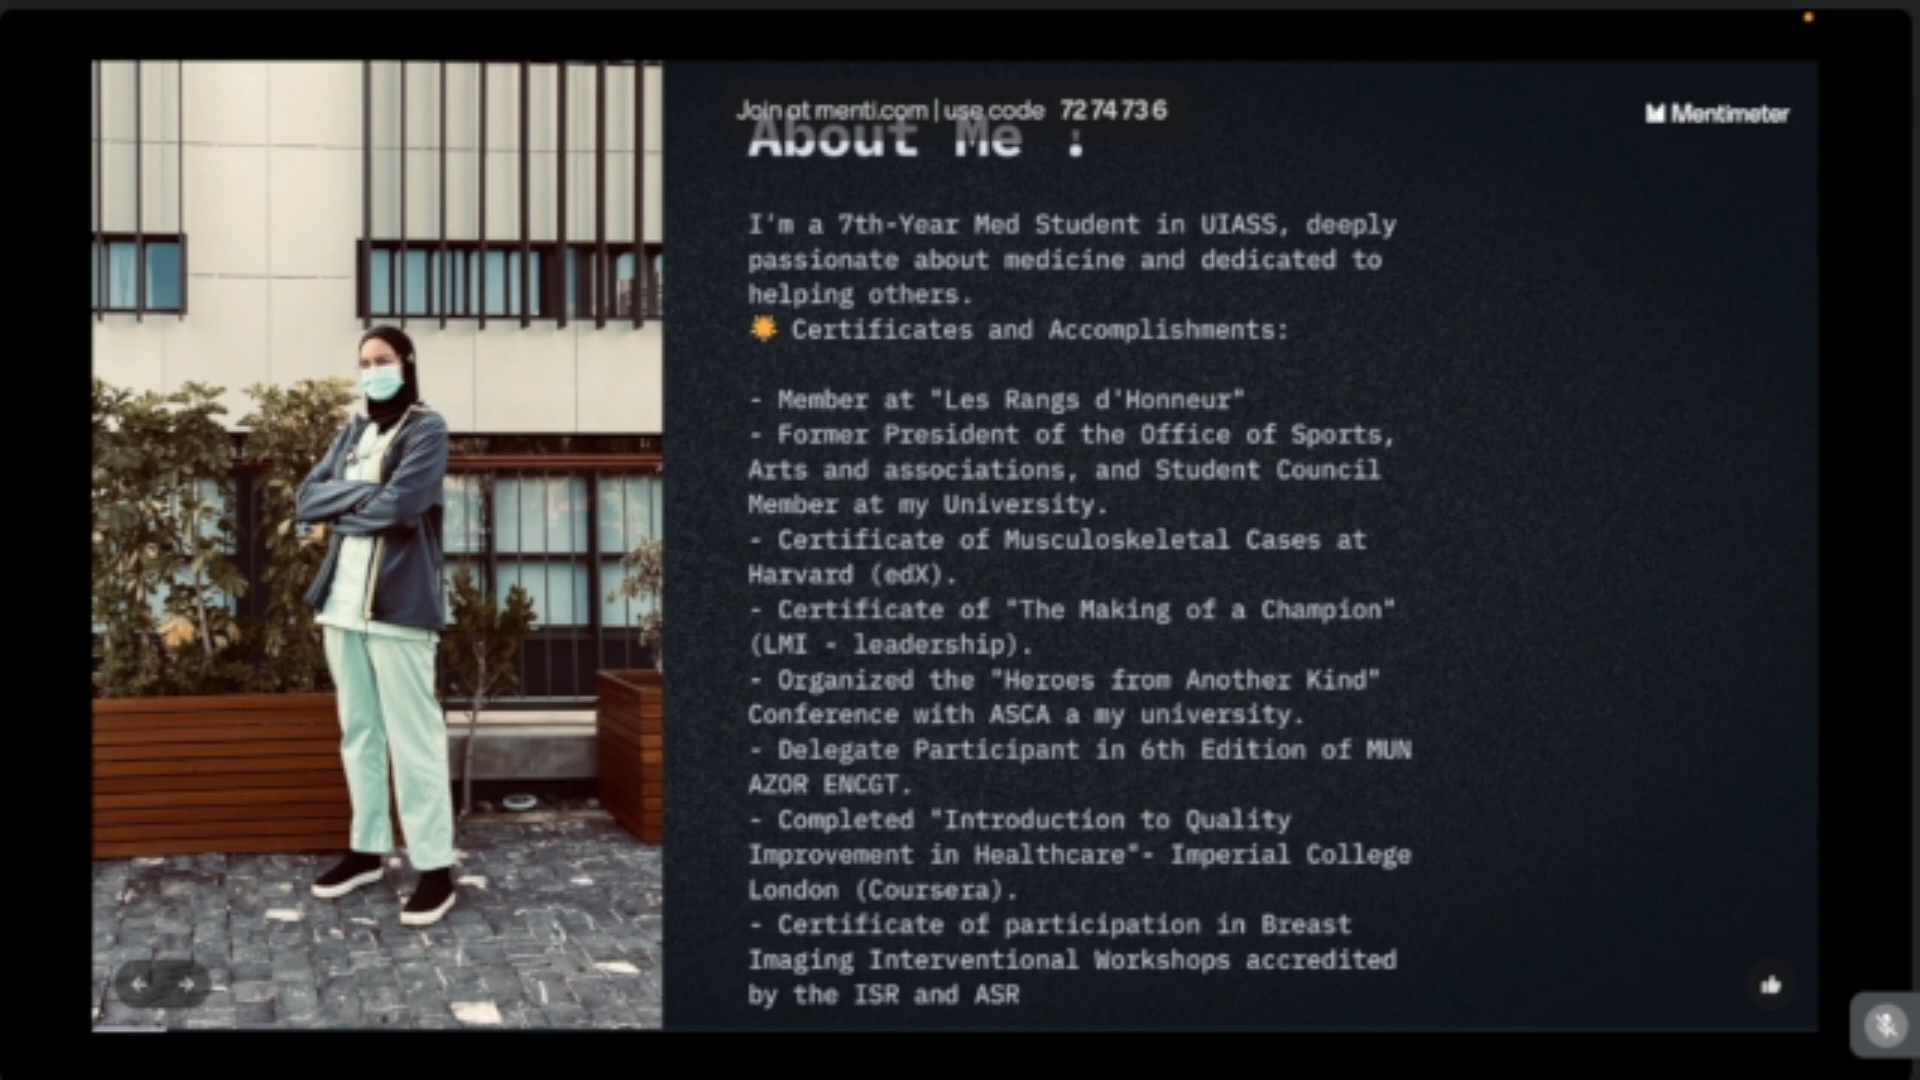 Join at menti.com | use code 7274 7366
Mentimeter
About Me :
I'm a 7th-Year Med Student in UIASS, deeply
passionate about medicine and dedicated to
helping others.
Certificates and Accomplishments:
- Member at "Les Rangs d'Honneur"
- Former President of the Office of Sports,
Arts and associations, and Student Council
Member at my University.
- Certificate of Musculoskeletal Cases at
Harvard (edX).
- Certificate of "The Making of a Champion"
(LMI - leadership).
- Organized the "Heroes from Another Kind"
Conference with ASCA a my university.
- Delegate Participant in 6th Edition of MUN
AZOR ENCGT.
- Completed "Introduction to Quality
Improvement in Healthcare"- Imperial College
London (Coursera).
- Certificate of participation in Breast
Imaging Interventional Workshops accredited
by the ISR and ASR